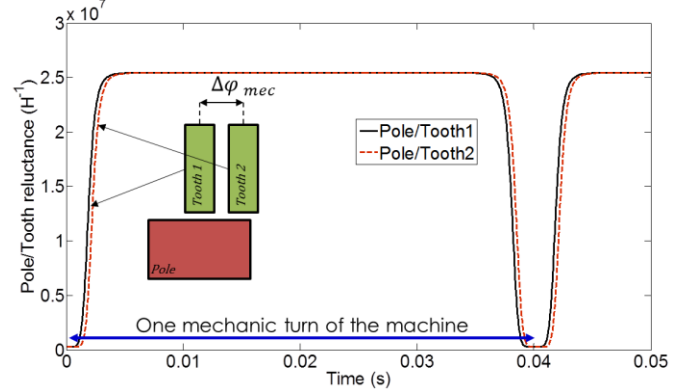 3 x 10^7
2.5
2
1.5
1
0.5
0
Pole/Tooth reluctance (H⁻¹)
Δφ mec
Tooth 1
Tooth 2
Pole
Pole/Tooth1
Pole/Tooth2
One mechanic turn of the machine
0 0.01 0.02 0.03 0.04 0.05
Time (s)